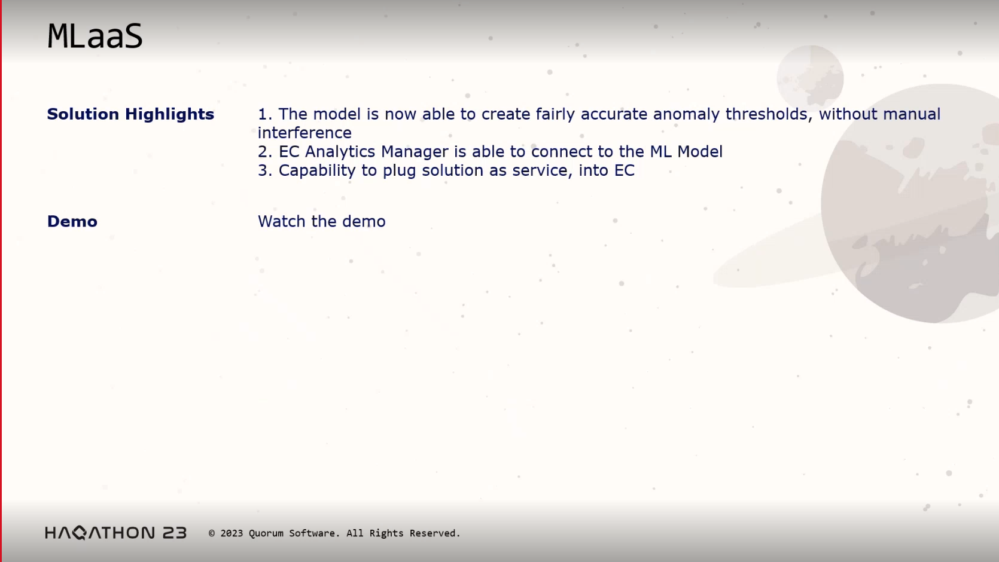 MLaaS
Solution Highlights
1. The model is now able to create fairly accurate anomaly thresholds, without manual
interference
2. EC Analytics Manager is able to connect to the ML Model
3. Capability to plug solution as service, into EC
Demo
Watch the demo
HAQATHON 23
© 2023 Quorum Software. All Rights Reserved.